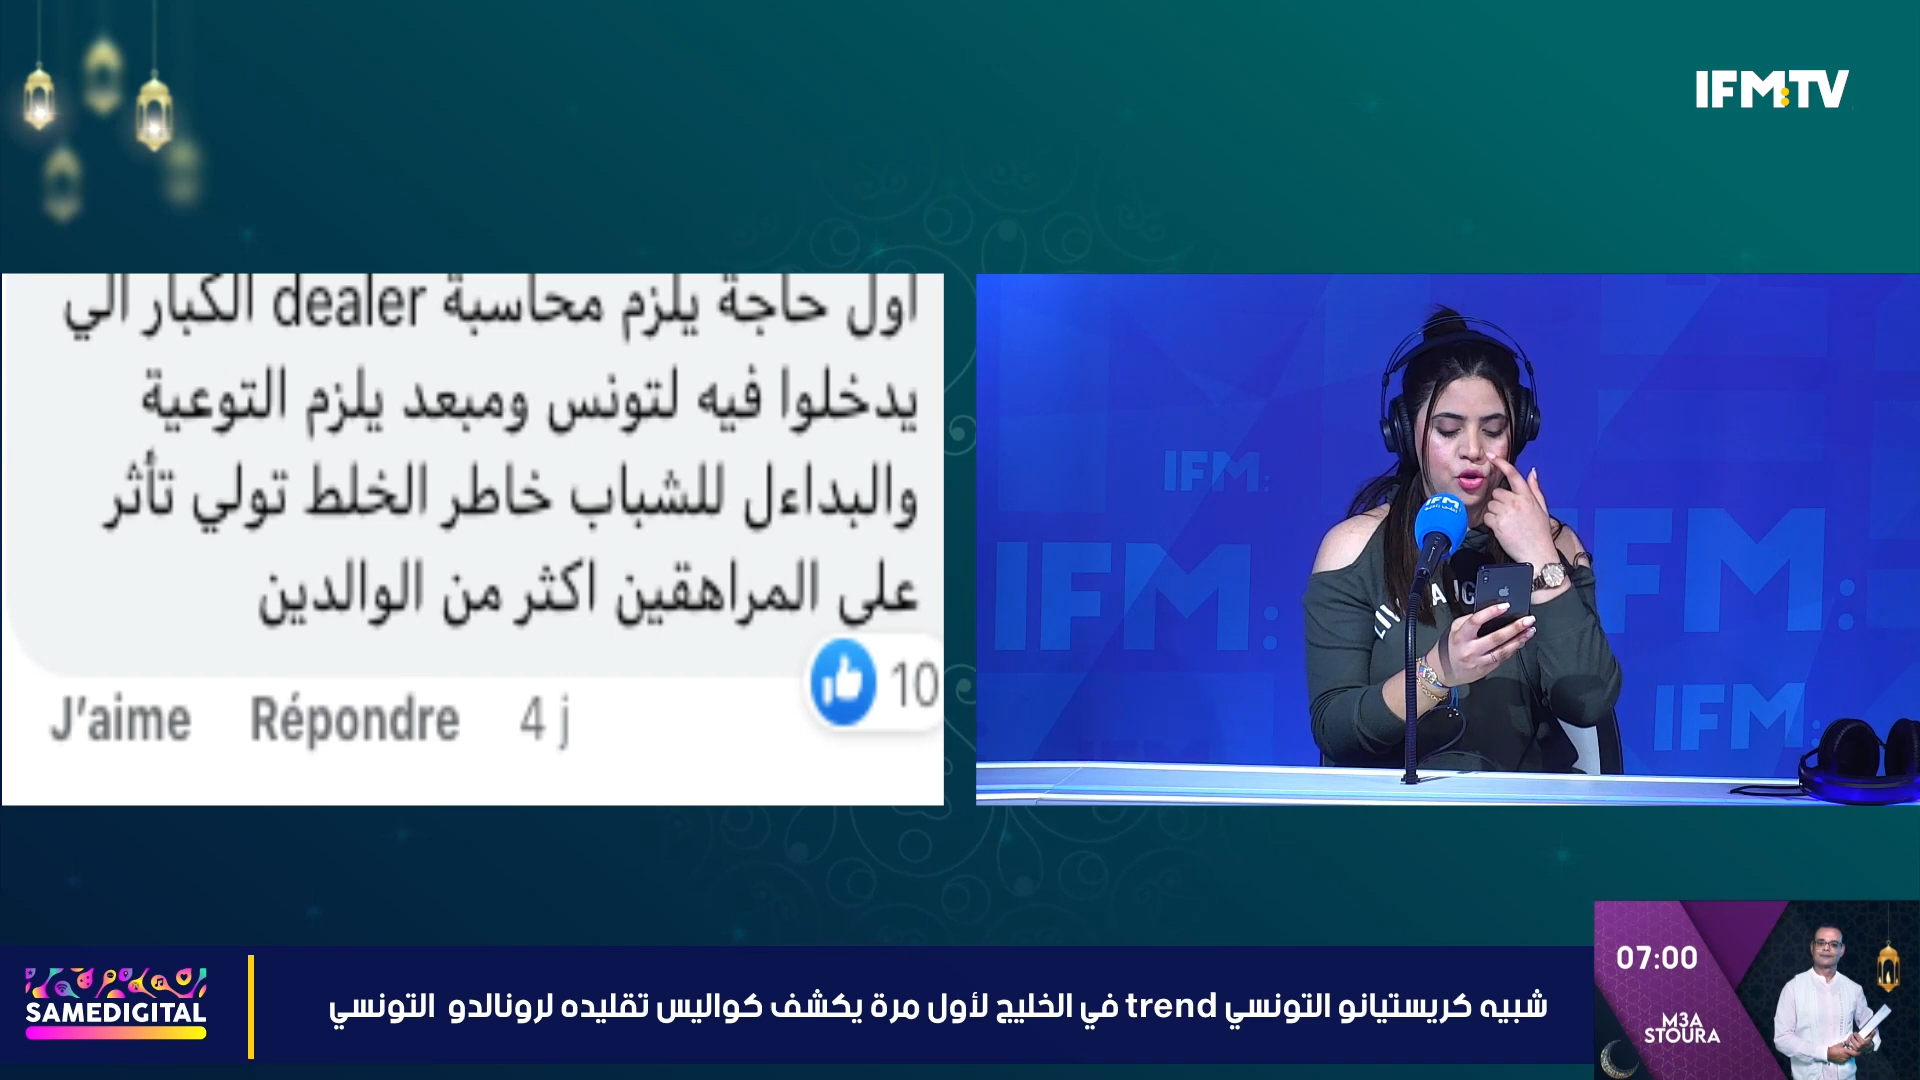 IFM:TV
اول حاجة يلزم محاسبة dealer الكبار الي
يدخلوا فيه لتونس ومبعد يلزم التوعية
والبداءل للشباب خاطر الخلط تولي تأثر
على المراهقين اكثر من الوالدين
10
J'aime Répondre 4 j
IFM:
IFM:
IFM:
IFM:
IFM
07:00
M3A
STOURA
SAMEDIGITAL
شبيه كريستيانو التونسي trend في الخليج لأول مرة يكشف كواليس تقليده لرونالدو التونسي